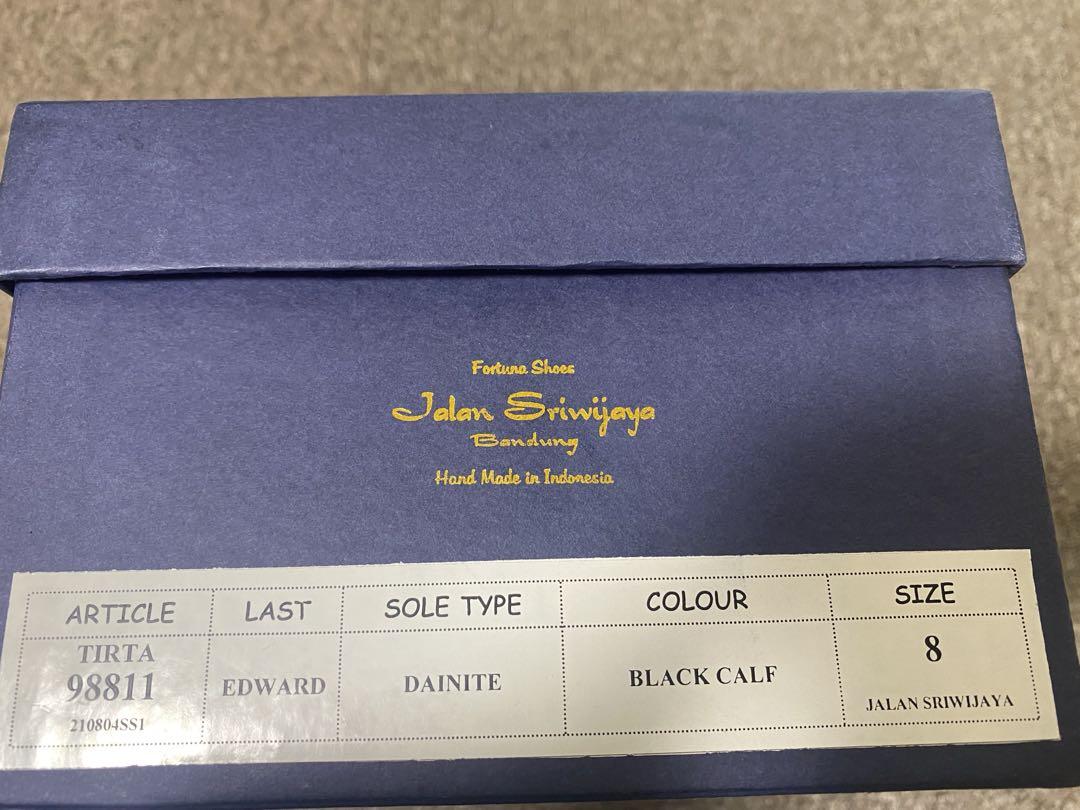 Fortuna Shoes
Jalan Sriwijaya
Bandung
Hand Made in Indonesia
ARTICLE LAST SOLE TYPE COLOUR SIZE
TIRTA
98811 EDWARD DAINITE BLACK CALF 8
210804SS1 JALAN SRIWIJAYA